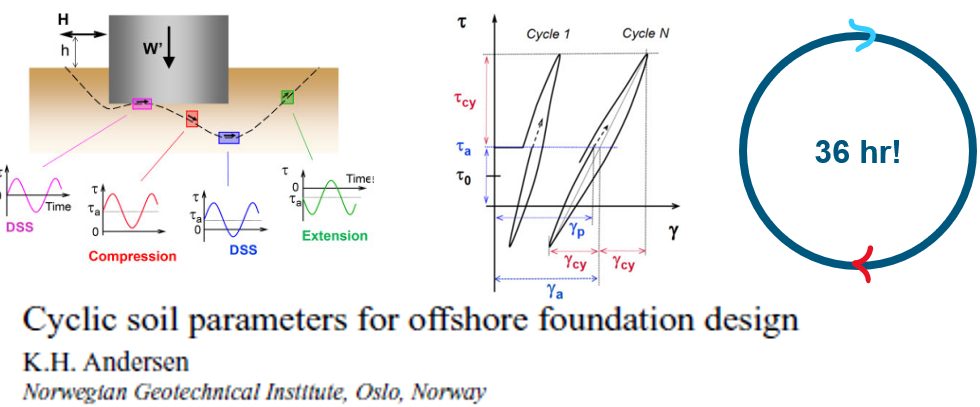 H
h
W'
τ
Time
DSS
τ
τa
0
Compression
τ
τa
0
DSS
τ
0
τa
Time:
Extension
τ
Cycle 1
Cycle N
τcy
τa
τ0
γ
γp
γcy
γcy
γa
36 hr!
Cyclic soil parameters for offshore foundation design
K.H. Andersen
Norwegian Geotechnical Institute, Oslo, Norway